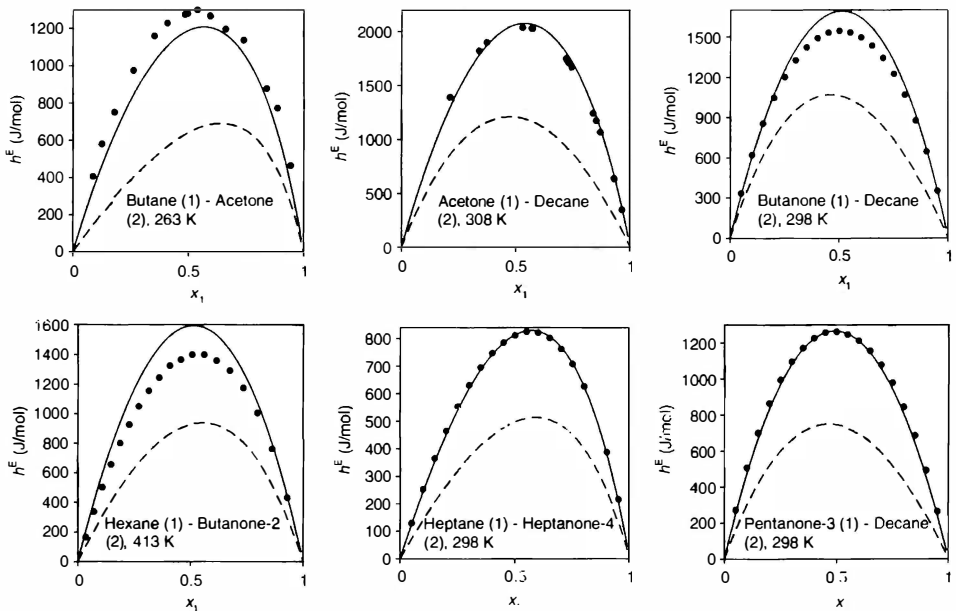 1200
1000
800
600
400
200
0
h^E (J/mol)
Butane (1) - Acetone
(2), 263 K
0
0.5
1
x₁
2000
1500
1000
500
0
h^E (J/mol)
Acetone (1) - Decane
(2), 308 K
0
0.5
1
x₁
1500
1200
900
600
300
0
h^E (J/mol)
Butanone (1) - Decane
(2), 298 K
0
0.5
1
x₁
1600
1400
1200
1000
800
600
400
200
0
h^E (J/mol)
Hexane (1) - Butanone-2
(2), 413 K
0
0.5
1
x₁
800
700
600
500
400
300
200
100
0
h^E (J/mol)
Heptane (1) - Heptanone-4
(2), 298 K
0
1
x
1200
1000
800
600
400
200
0
h^E (J/mol)
Pentanone-3 (1) - Decane
(2), 298 K
0
1
x